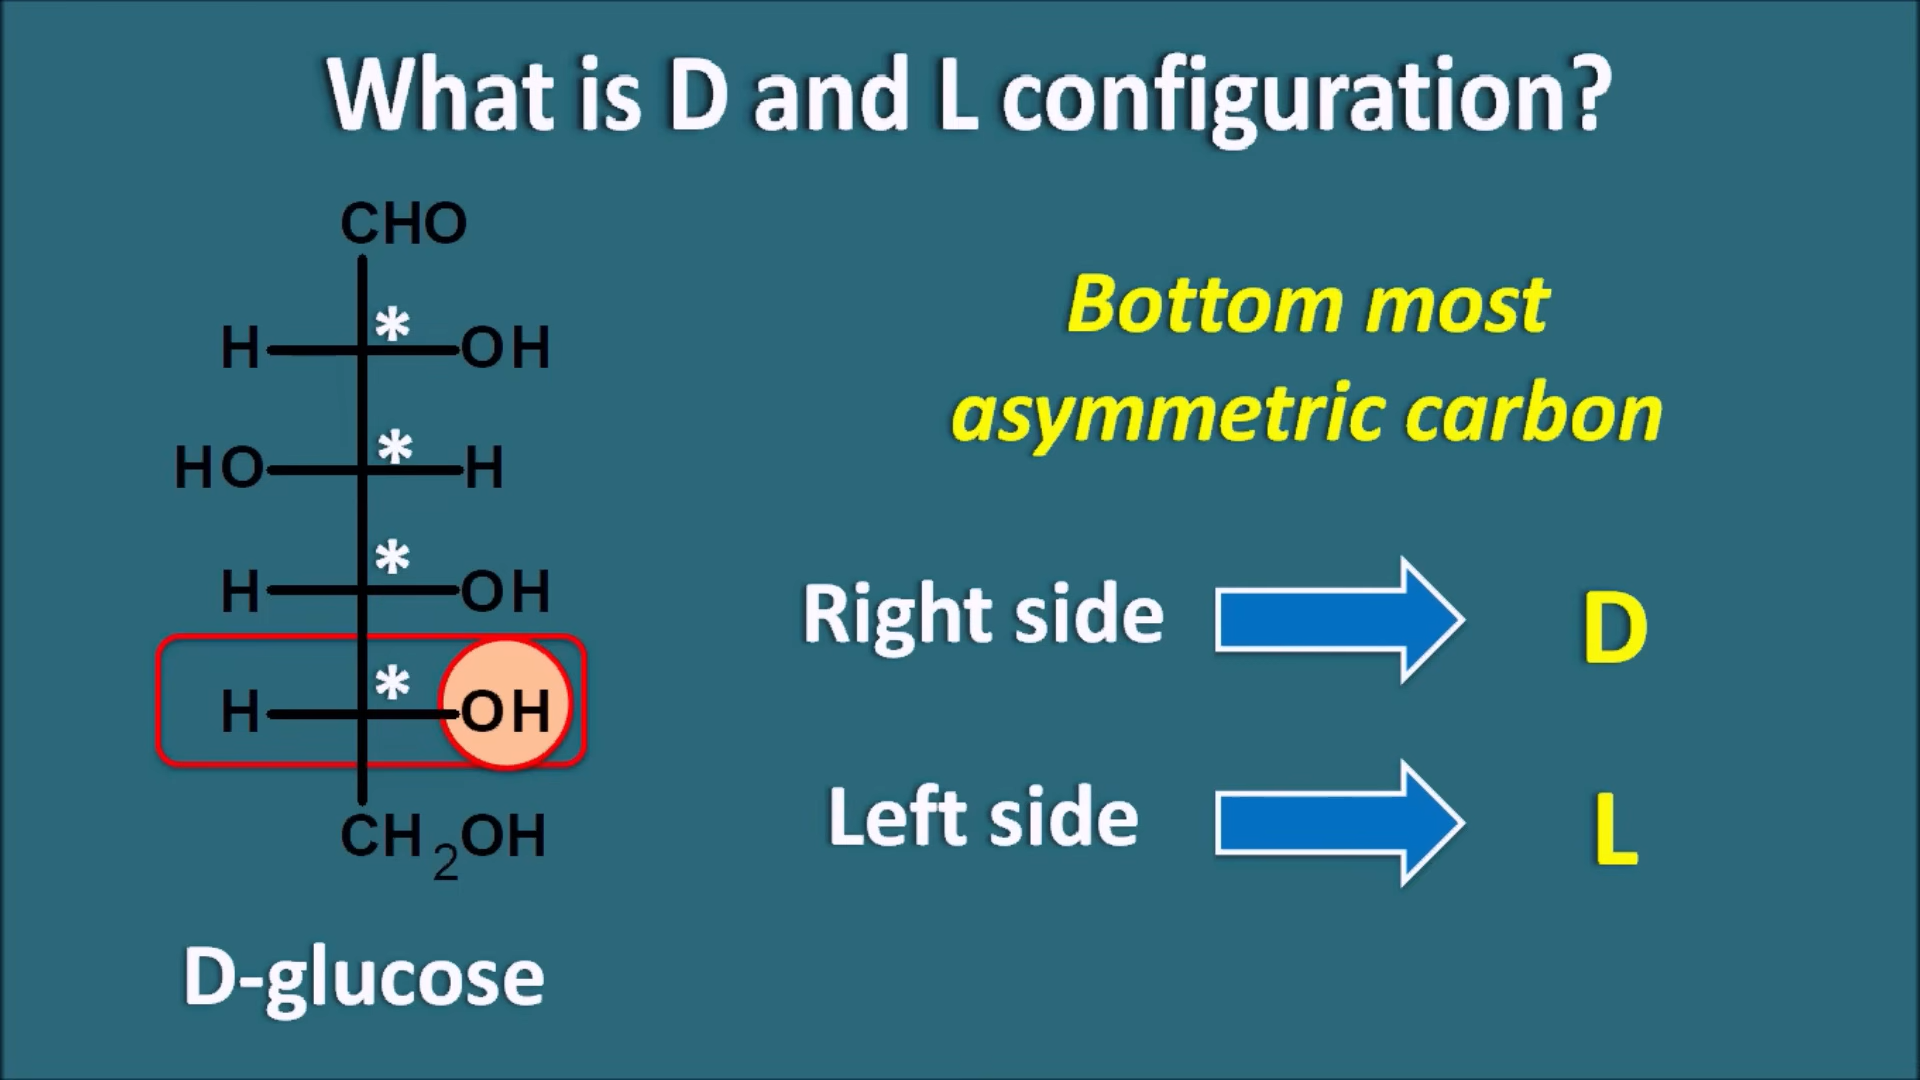 What is D and L configuration?
CHO
H * OH
HO * H
H * OH
H * OH
CH2OH
D-glucose
Bottom most
asymmetric carbon
Right side D
Left side L